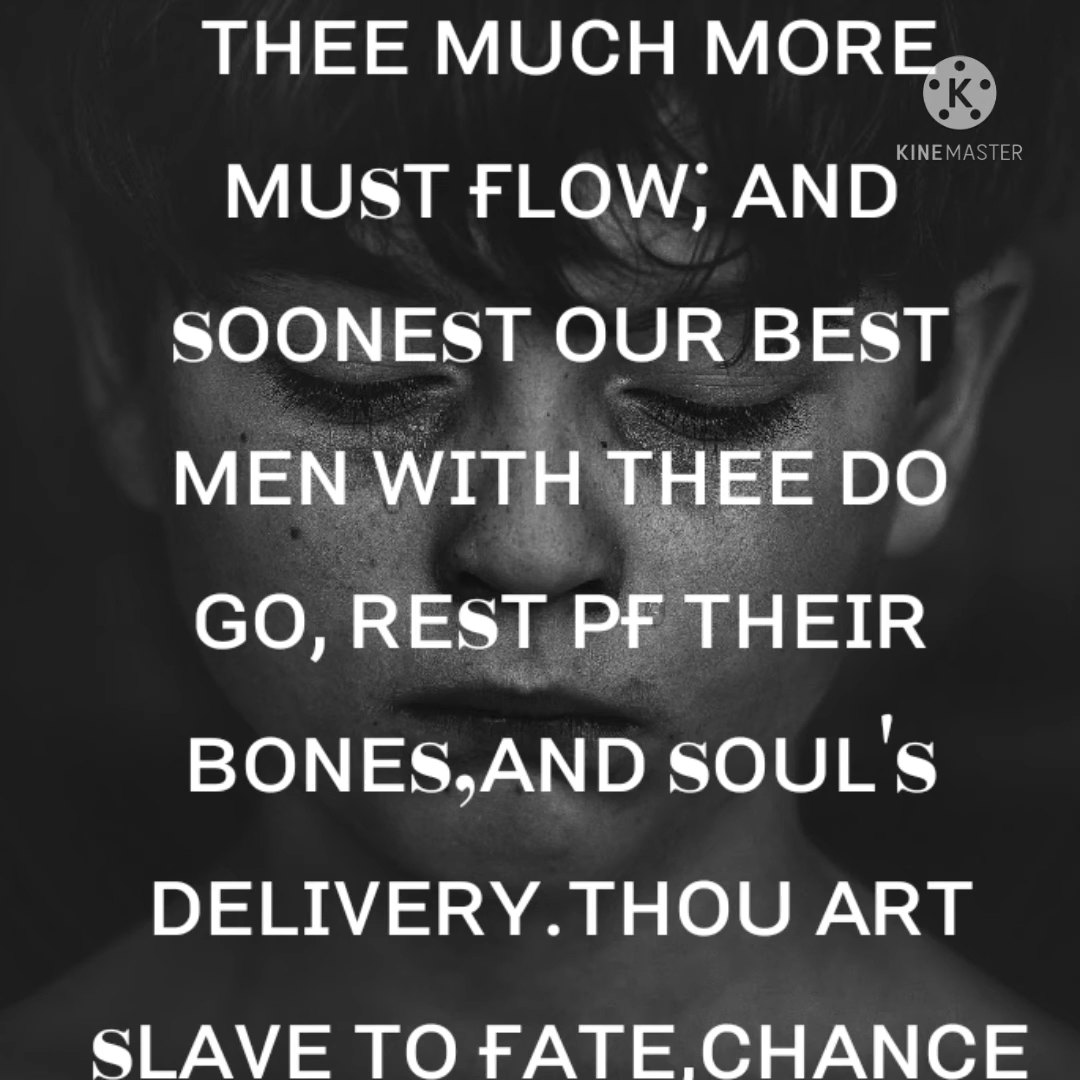 THEE MUCH MORE
KINEMASTER
MUST FLOW; AND
SOONEST OUR BEST
MEN WITH THEE DO
GO, REST PF THEIR
BONES,AND SOUL'S
DELIVERY.THOU ART
SLAVE TO FATE,CHANCE